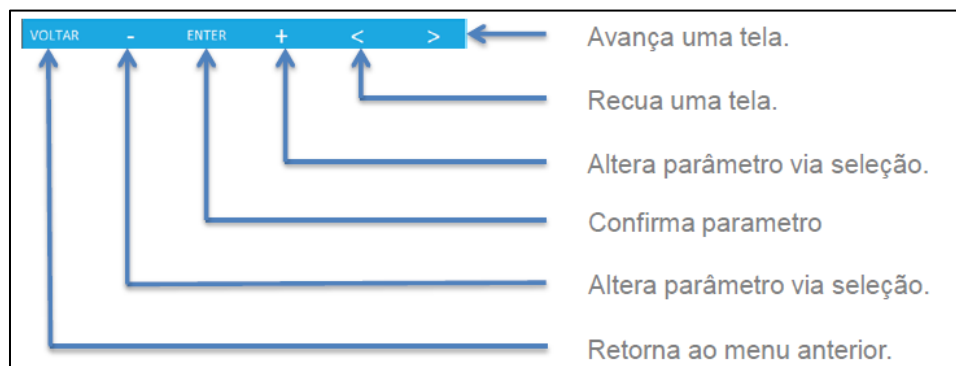 VOLTAR - ENTER + < >
Avança uma tela.
Recua uma tela.
Altera parâmetro via seleção.
Confirma parametro
Altera parâmetro via seleção.
Retorna ao menu anterior.